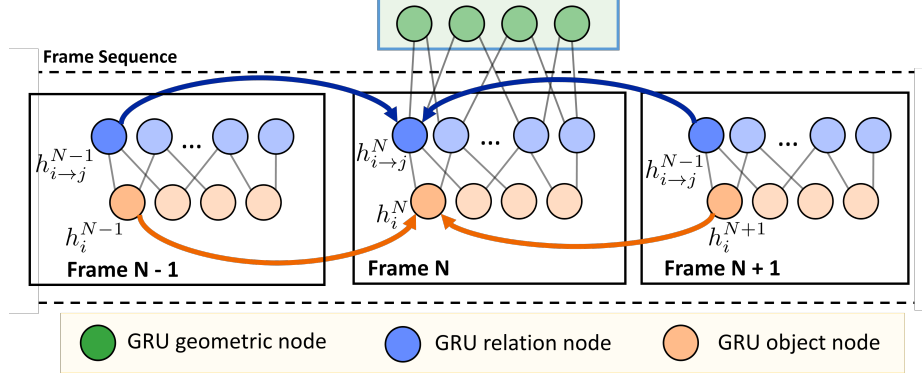 Frame Sequence
... ... ...
h_{i→j}^{N-1} h_{i→j}^{N} h_{i→j}^{N-1}
h_i^{N-1} h_i^{N} h_i^{N+1}
Frame N - 1 Frame N Frame N + 1
GRU geometric node GRU relation node GRU object node